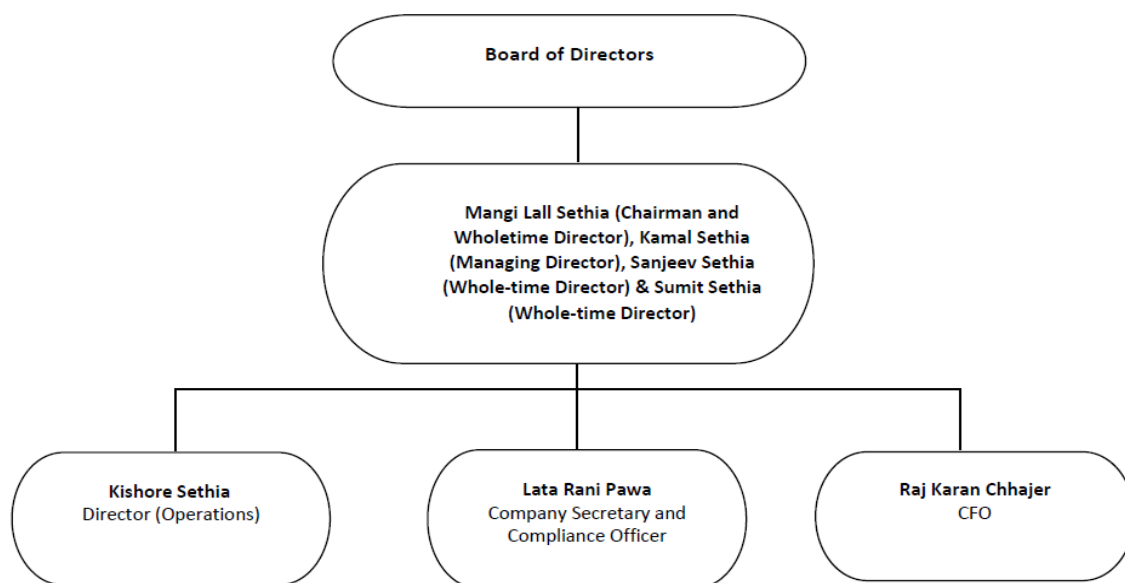 Board of Directors
Mangi Lall Sethia (Chairman and
Wholetime Director), Kamal Sethia
(Managing Director), Sanjeev Sethia
(Whole-time Director) & Sumit Sethia
(Whole-time Director)
Kishore Sethia
Director (Operations)
Lata Rani Pawa
Company Secretary and
Compliance Officer
Raj Karan Chhajer
CFO